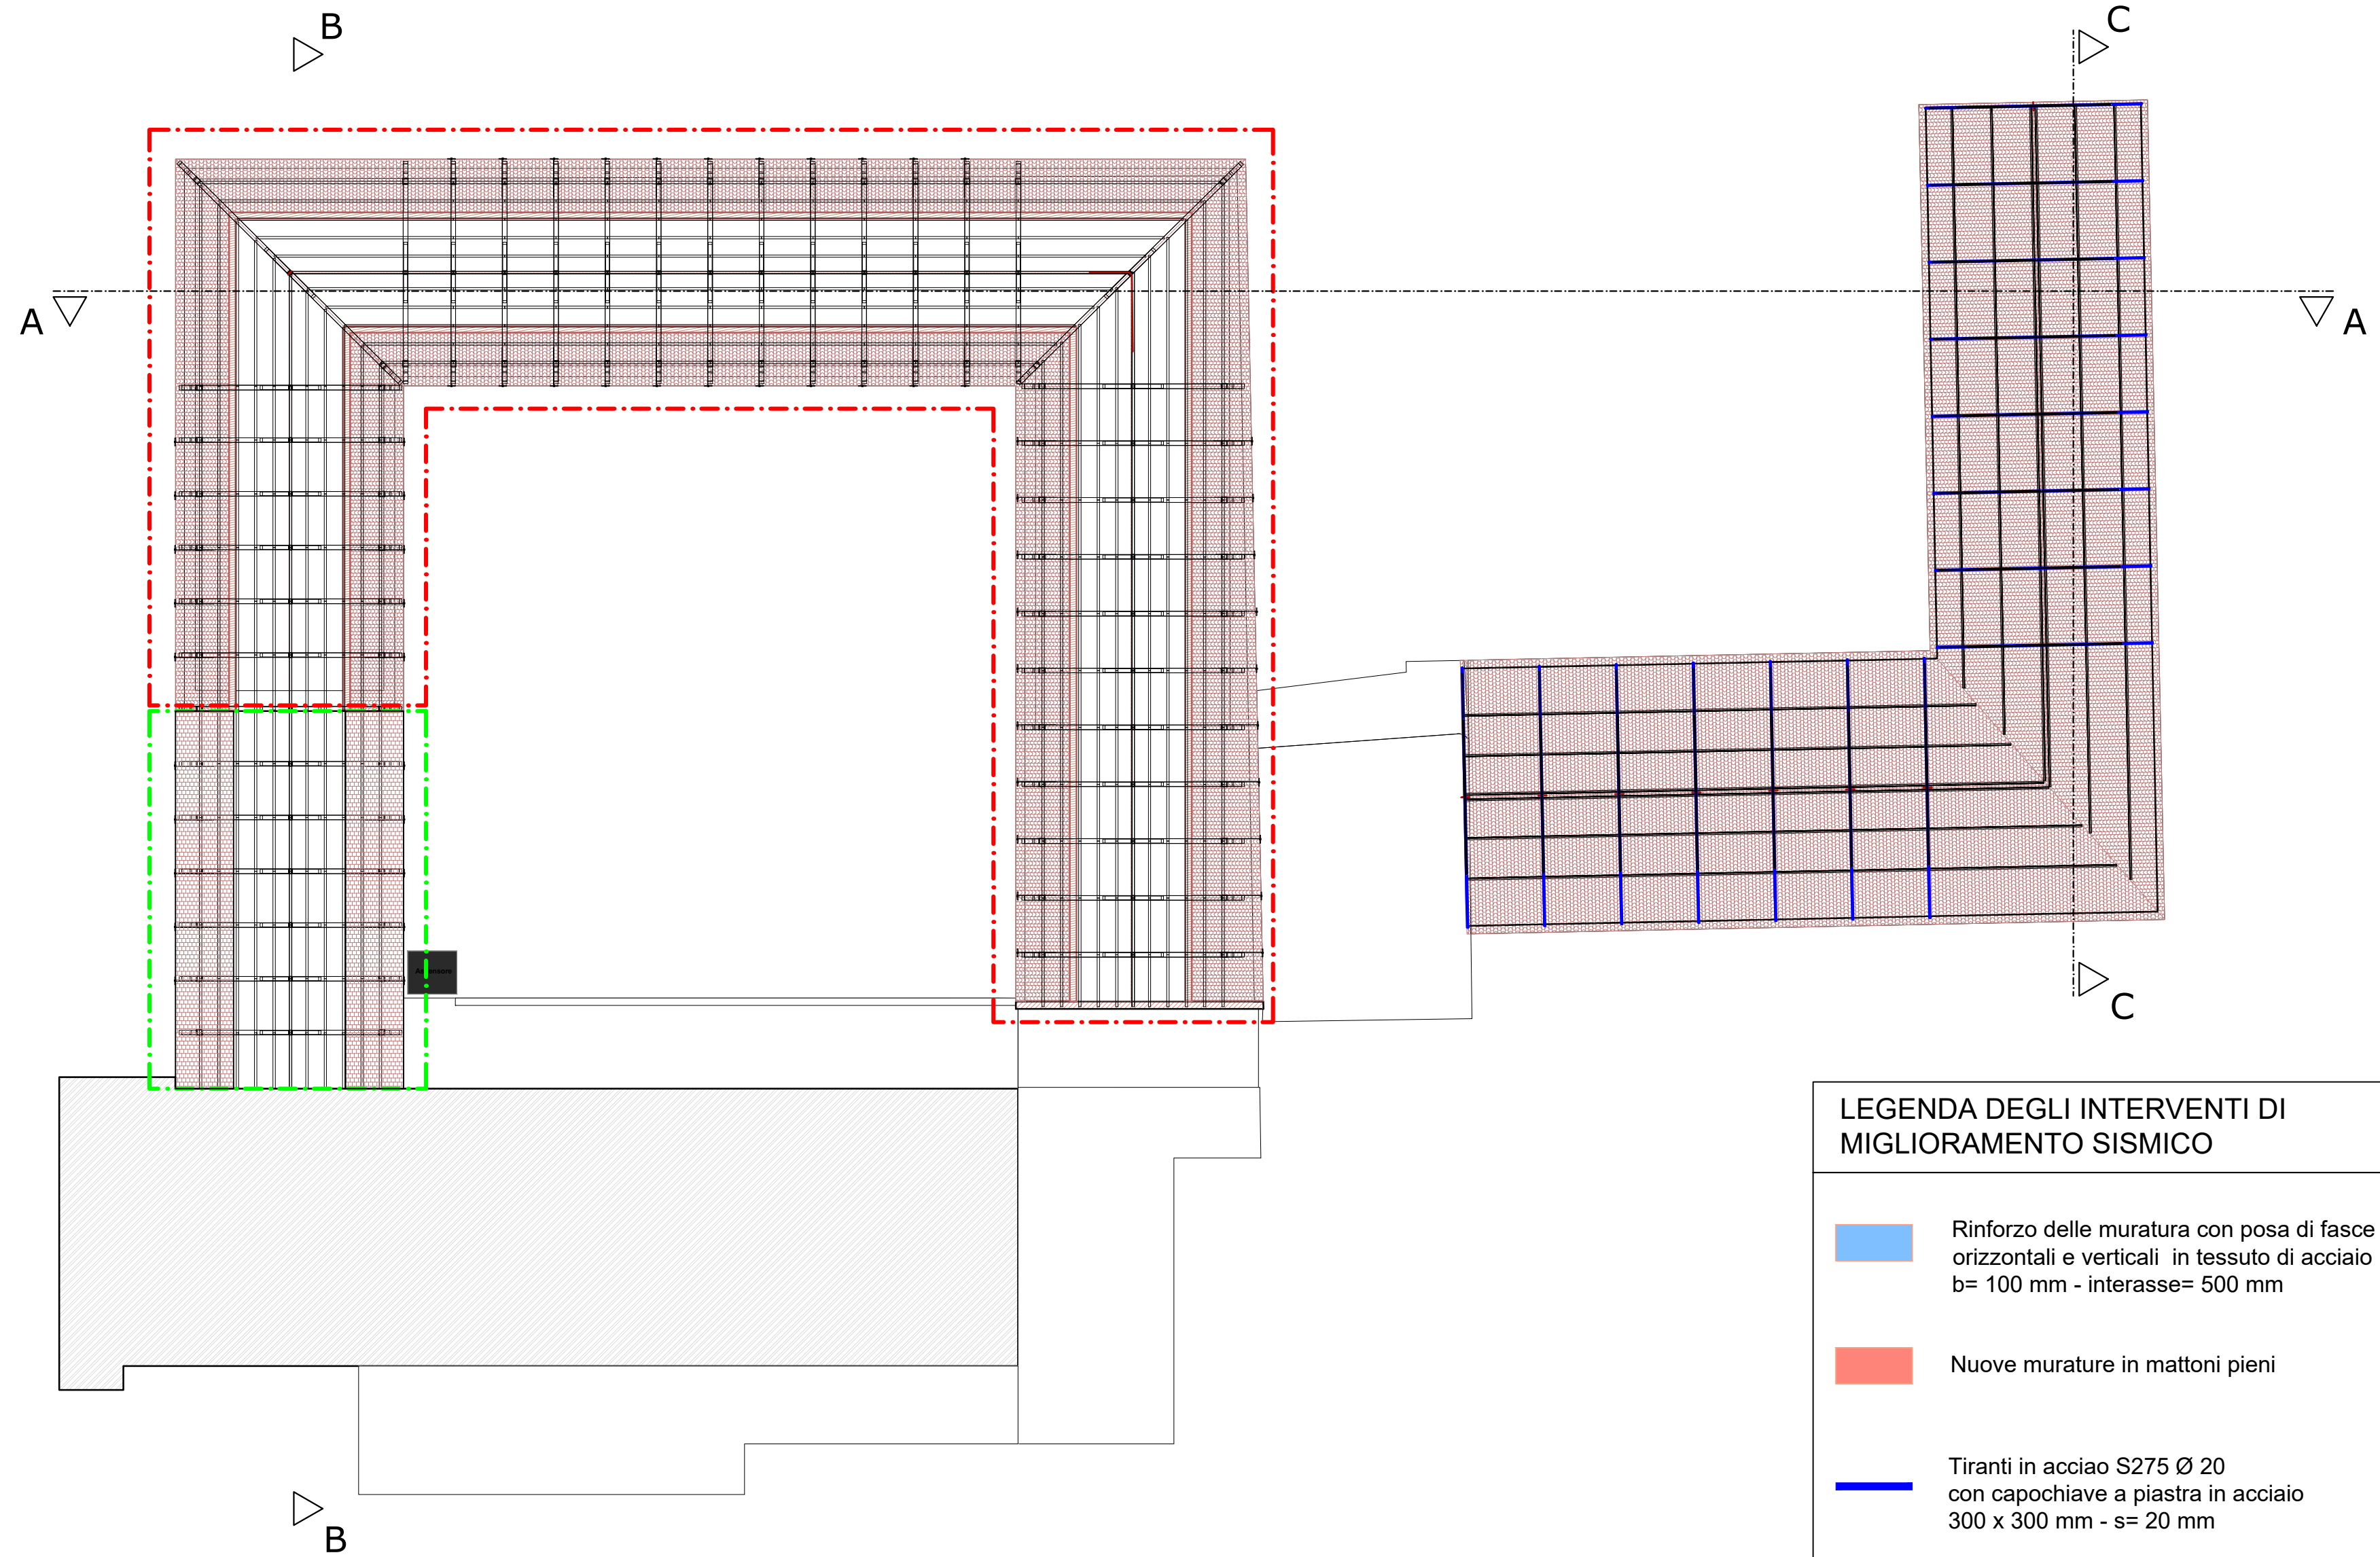 B
C
A
A
Ascensore
C
B
LEGENDA DEGLI INTERVENTI DI
MIGLIORAMENTO SISMICO
Rinforzo delle muratura con posa di fasce
orizzontali e verticali in tessuto di acciaio
b= 100 mm - interasse= 500 mm
Nuove murature in mattoni pieni
Tiranti in acciao S275 Ø 20
con capochiave a piastra in acciaio
300 x 300 mm - s= 20 mm